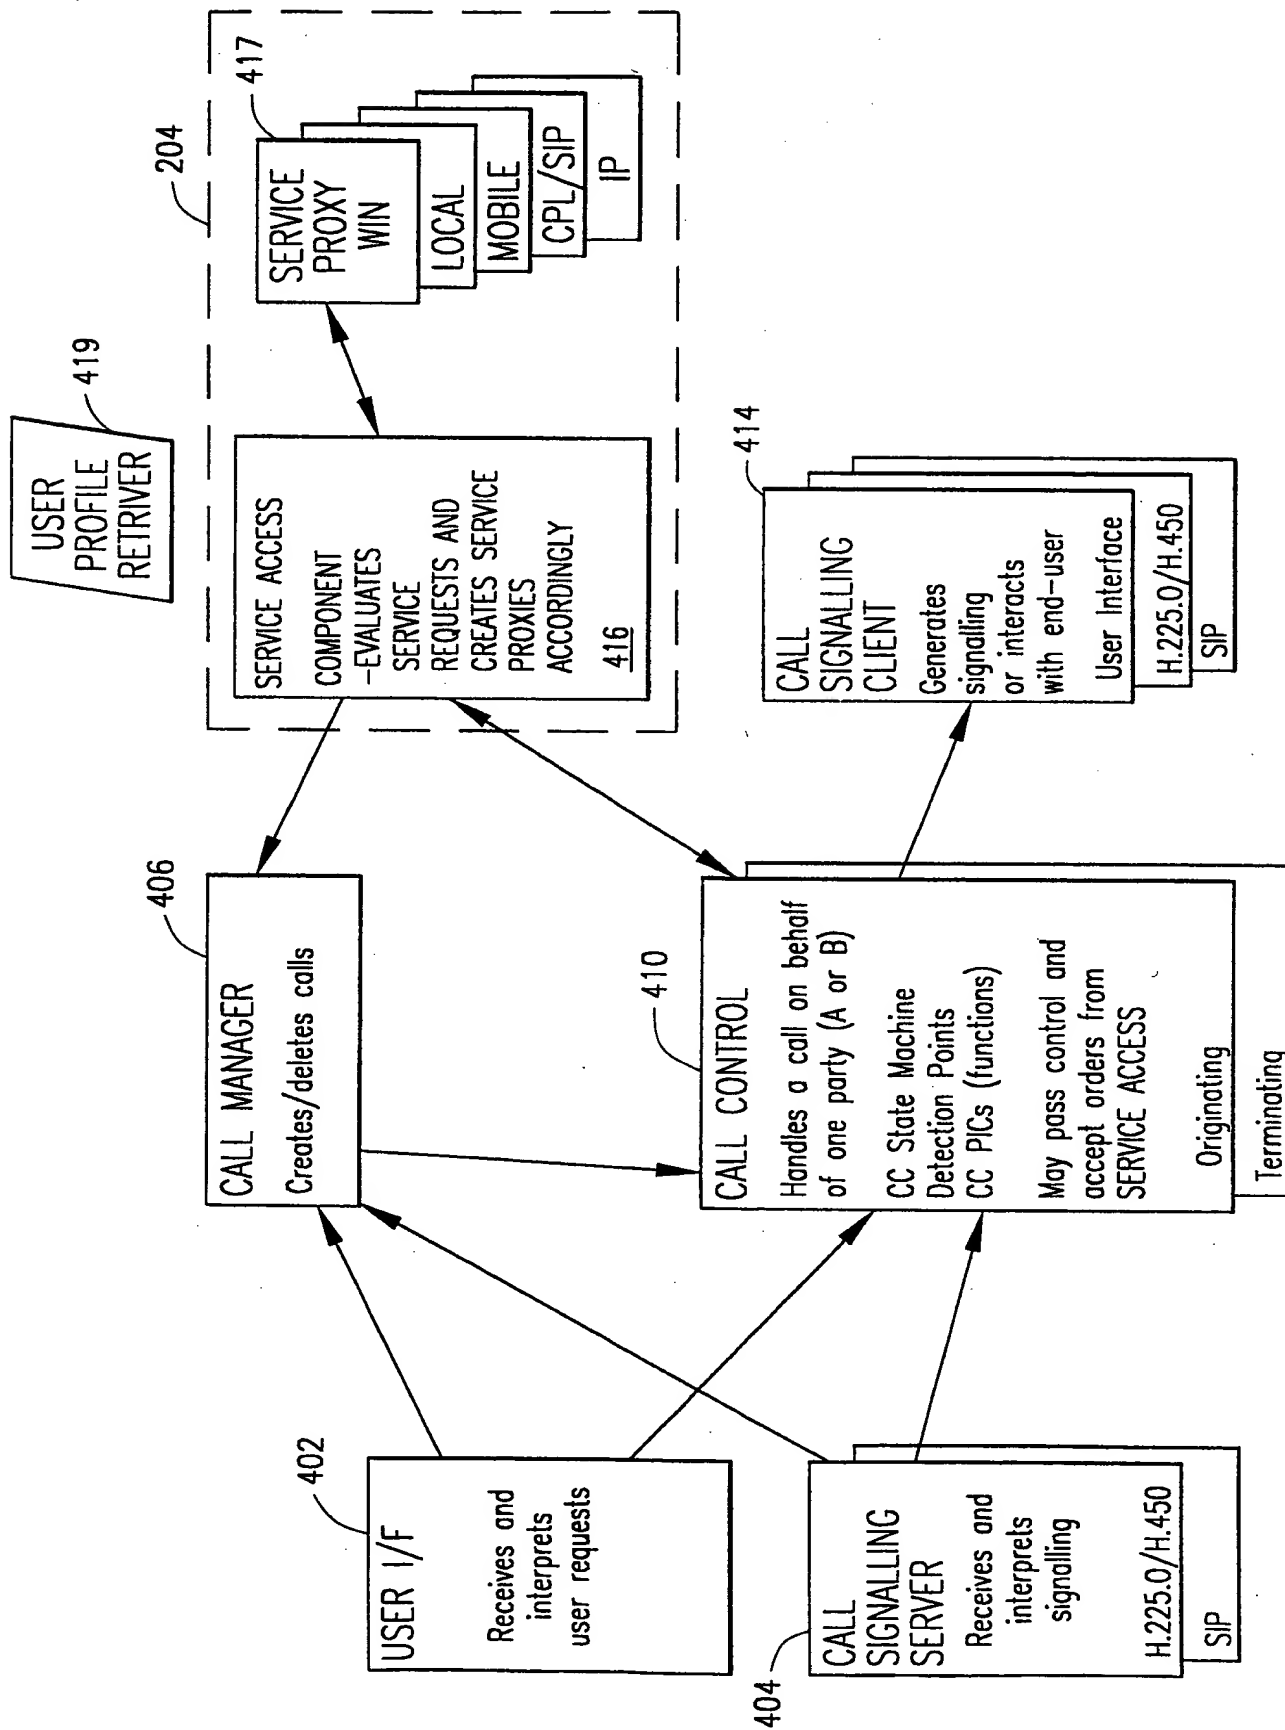 USER
PROFILE
RETRIVER
419
204
417
SERVICE
PROXY
WIN
LOCAL
MOBILE
CPL/SIP
IP
SERVICE ACCESS
COMPONENT
-EVALUATES
SERVICE
REQUESTS AND
CREATES SERVICE
PROXIES
ACCORDINGLY
416
406
CALL MANAGER
Creates/deletes calls
402
USER I/F
Receives and
interprets
user requests
410
CALL CONTROL
Handles a call on behalf
of one party (A or B)
CC State Machine
Detection Points
CC PICs (functions)
May pass control and
accept orders from
SERVICE ACCESS
Originating
Terminating
414
CALL
SIGNALLING
CLIENT
Generates
signalling
or interacts
with end-user
User Interface
H.225.0/H.450
SIP
404
CALL
SIGNALLING
SERVER
Receives and
interprets
signalling
H.225.0/H.450
SIP